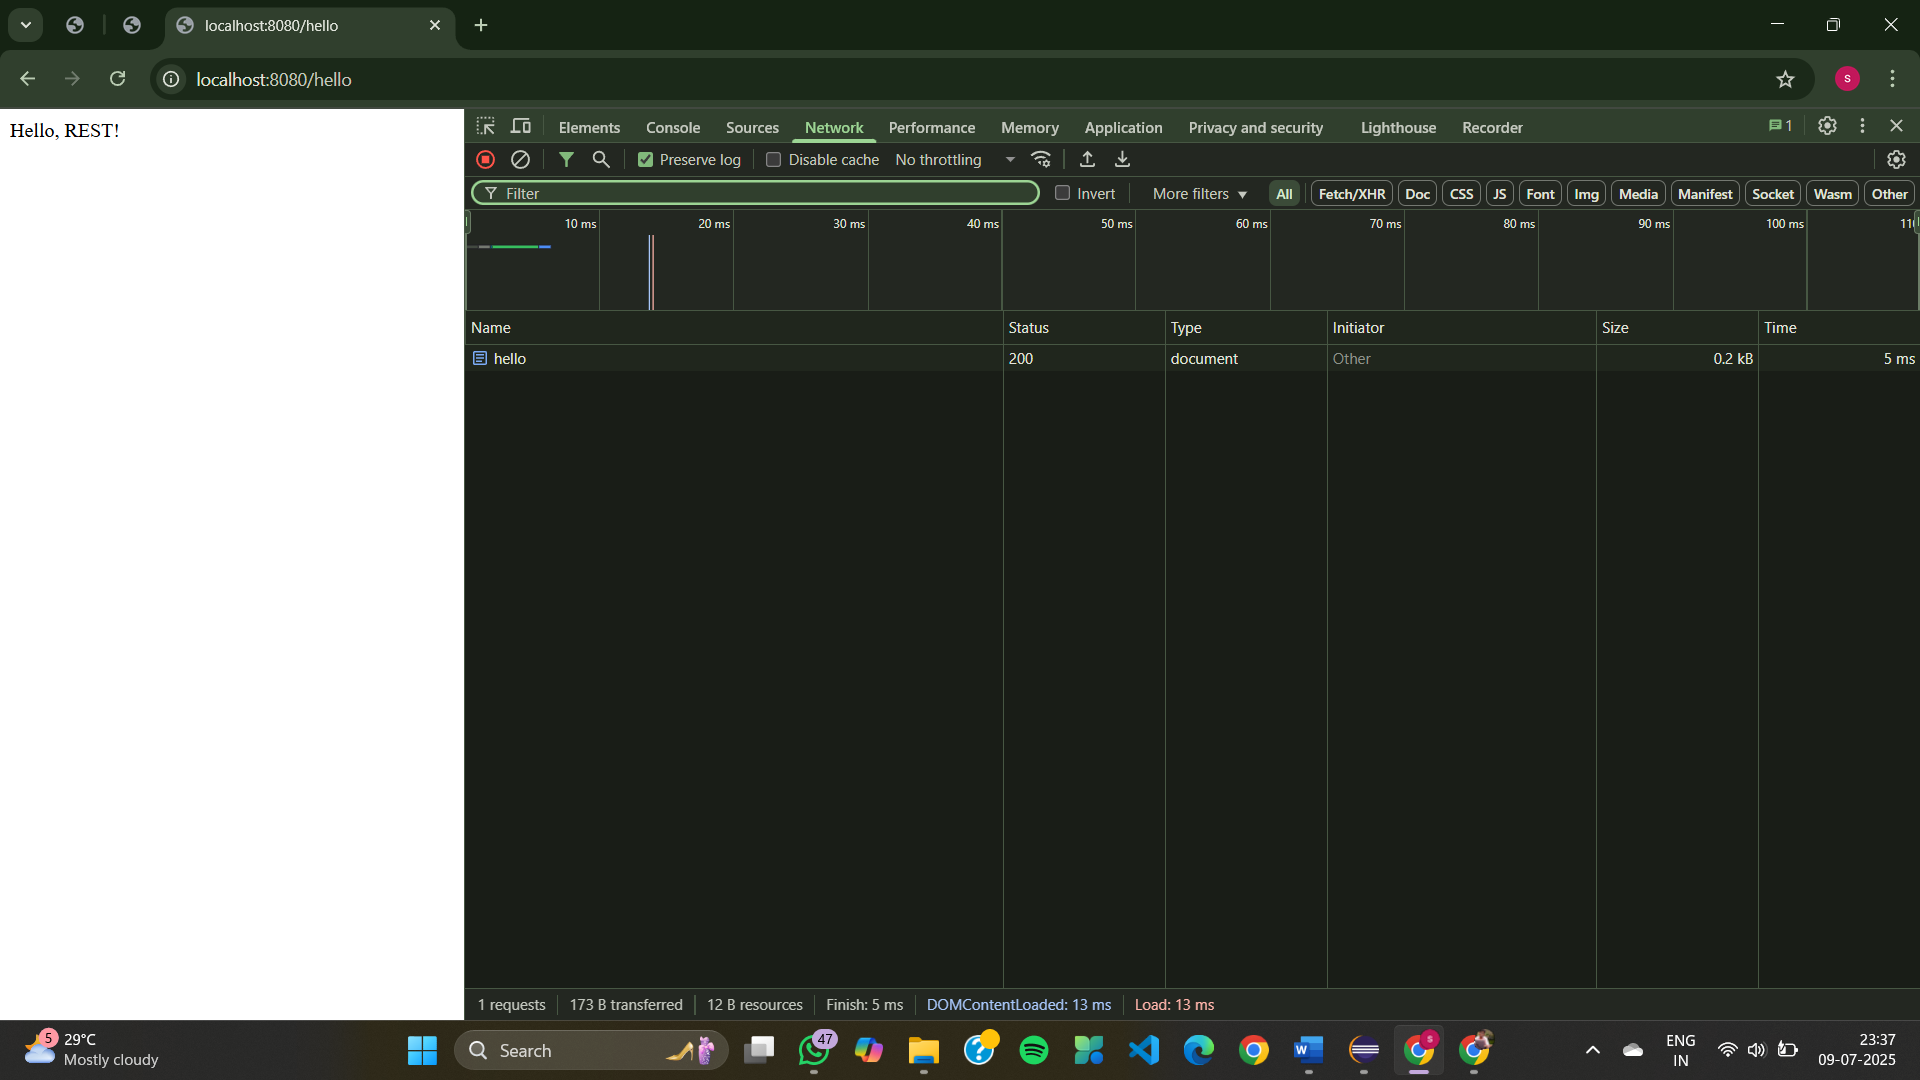 localhost:8080/hello
localhost:8080/hello
S
Hello, REST!
Elements Console Sources Network Performance Memory Application Privacy and security Lighthouse Recorder 1
Preserve log Disable cache No throttling
Filter Invert More filters All Fetch/XHR Doc CSS JS Font Img Media Manifest Socket Wasm Other
10 ms 20 ms 30 ms 40 ms 50 ms 60 ms 70 ms 80 ms 90 ms 100 ms
Name Status Type Initiator Size Time
hello 200 document Other 0.2 kB 5 ms
1 requests 173 B transferred 12 B resources Finish: 5 ms DOMContentLoaded: 13 ms Load: 13 ms
5 29°C
Mostly cloudy
Search
47
W
S
ENG
IN
23:37
09-07-2025